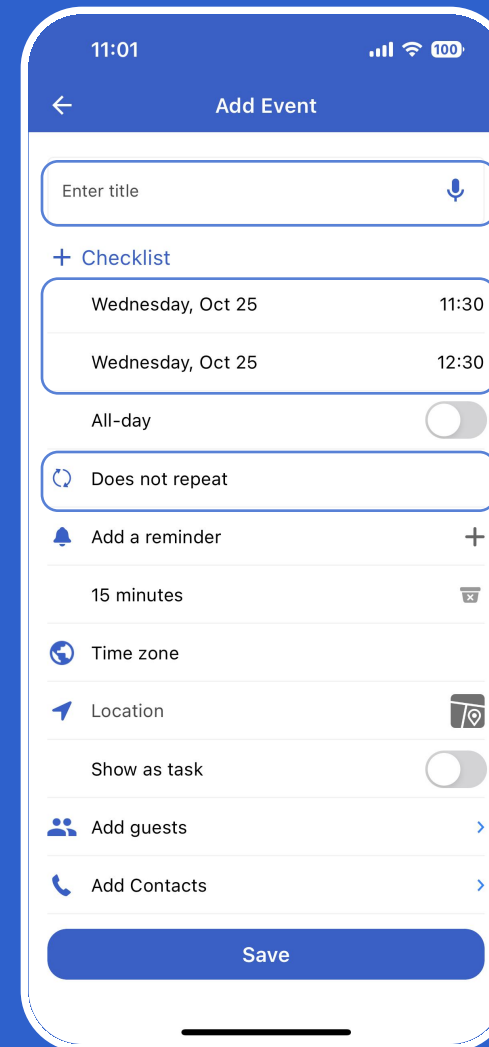 11:01 100
Add Event
Enter title
+ Checklist
Wednesday, Oct 25 11:30
Wednesday, Oct 25 12:30
All-day
Does not repeat
Add a reminder
15 minutes
Time zone
Location
Show as task
Add guests
Add Contacts
Save